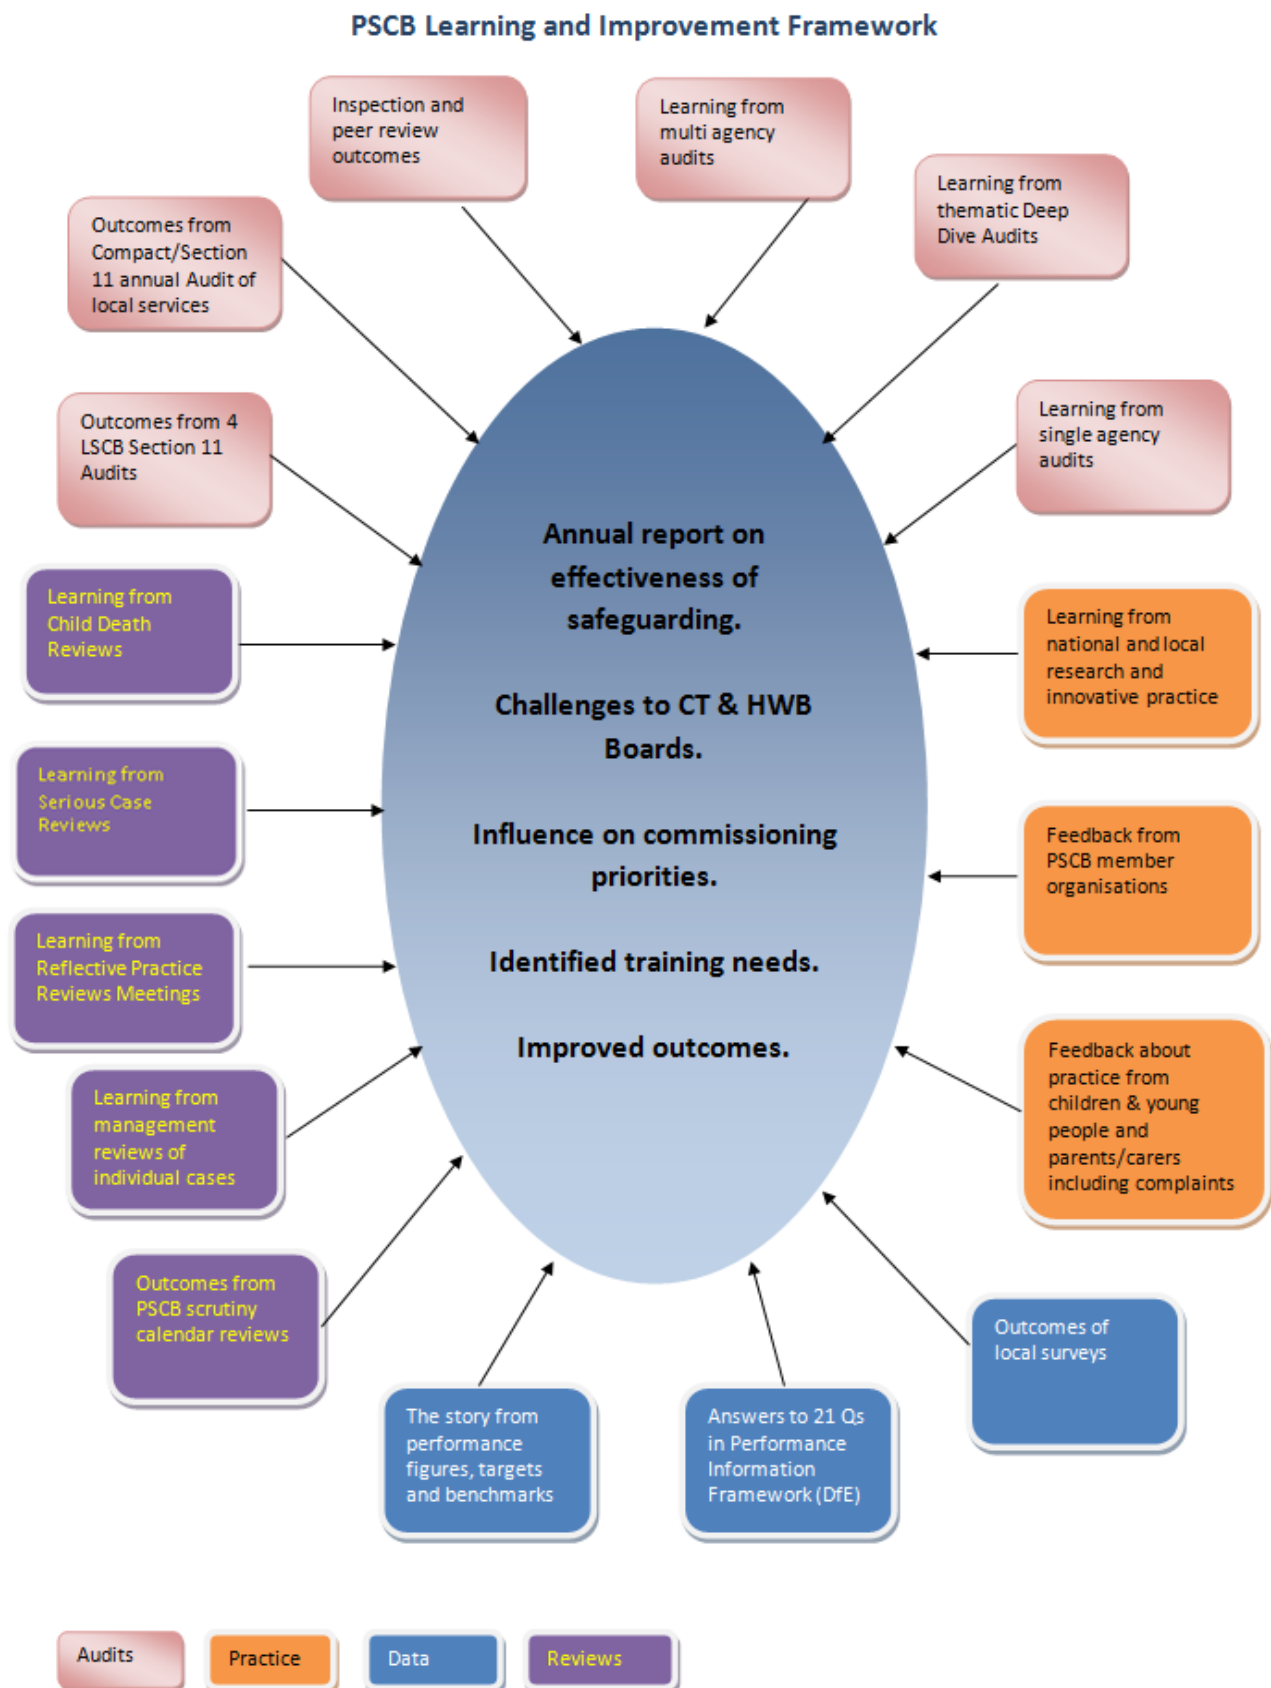 PSCB Learning and Improvement Framework
Inspection and
peer review
outcomes
Learning from
multi agency
audits
Learning from
thematic Deep
Dive Audits
Outcomes from
Compact/Section
11 annual Audit of
local services
Learning from
single agency
audits
Outcomes from 4
LSCB Section 11
Audits
Annual report on
effectiveness of
safeguarding.
Challenges to CT & HWB
Boards.
Influence on commissioning
priorities.
Identified training needs.
Improved outcomes.
Learning from
Child Death
Reviews
Learning from
national and local
research and
innovative practice
Learning from
Serious Case
Reviews
Feedback from
PSCB member
organisations
Learning from
Reflective Practice
Reviews Meetings
Feedback about
practice from
children & young
people and
parents/carers
including complaints
Learning from
management
reviews of
individual cases
Outcomes from
PSCB scrutiny
calendar reviews
Outcomes of
local surveys
The story from
performance
figures, targets
and benchmarks
Answers to 21 Qs
in Performance
Information
Framework (DfE)
Audits
Practice
Data
Reviews